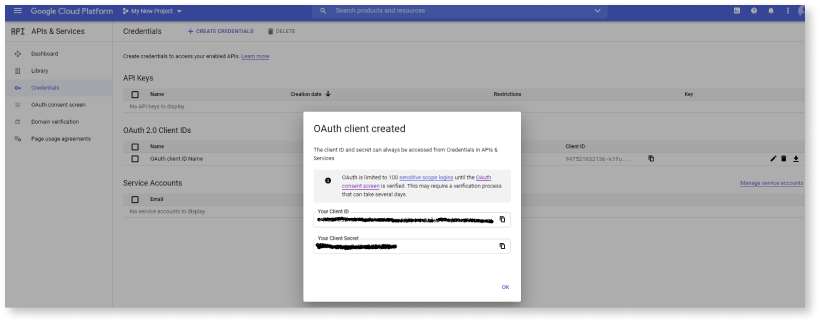 Google Cloud Platform My New Project Search products and resources
API APIs & Services Credentials + CREATE CREDENTIALS DELETE
Dashboard
Library
Credentials
OAuth consent screen
Domain verification
Page usage agreements
Create credentials to access your enabled APIs. Learn more
API Keys
Name Creation date Restrictions Key
No API keys to display
OAuth 2.0 Client IDs
Name Client ID
OAuth client ID Name
Service Accounts Manage service accounts
Email
No service accounts to display
OAuth client created
The client ID and secret can always be accessed from Credentials in APIs &
Services
OAuth is limited to 100 sensitive scope logins until the OAuth
consent screen is verified. This may require a verification process
that can take several days.
Your Client ID
Your Client Secret
OK